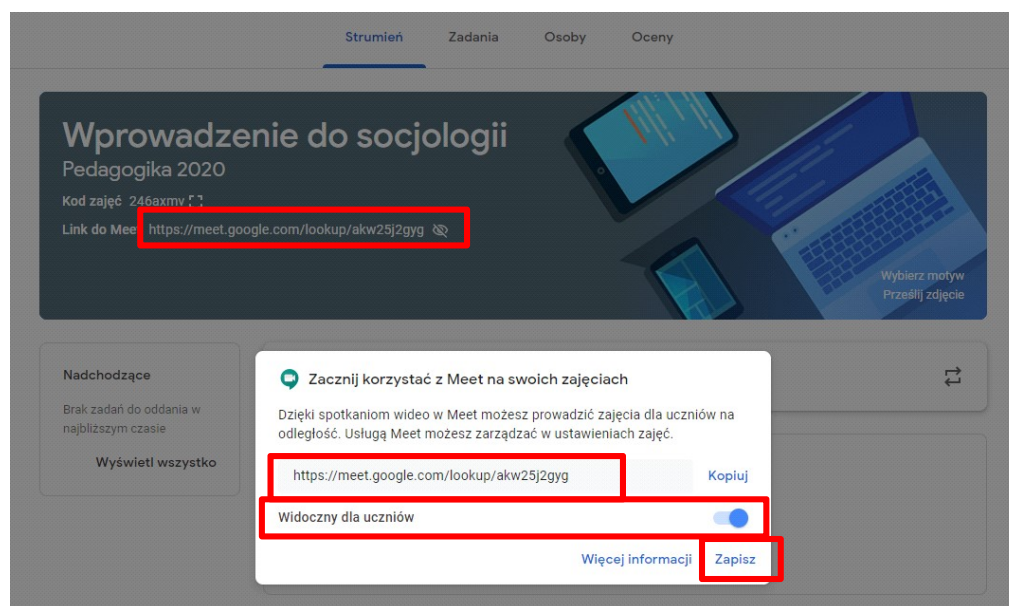 Strumień Zadania Osoby Oceny
Wprowadzenie do socjologii
Pedagogika 2020
Kod zajęć 246axmv
Link do Mee https://meet.google.com/lookup/akw25j2gyg
Wybierz motyw
Prześlij zdjęcie
Nadchodzące
Brak zadań do oddania w
najbliższym czasie
Wyświetl wszystko
Zacznij korzystać z Meet na swoich zajęciach
Dzięki spotkaniom wideo w Meet możesz prowadzić zajęcia dla uczniów na
odległość. Usługą Meet możesz zarządzać w ustawieniach zajęć.
https://meet.google.com/lookup/akw25j2gyg Kopiuj
Widoczny dla uczniów
Więcej informacji Zapisz